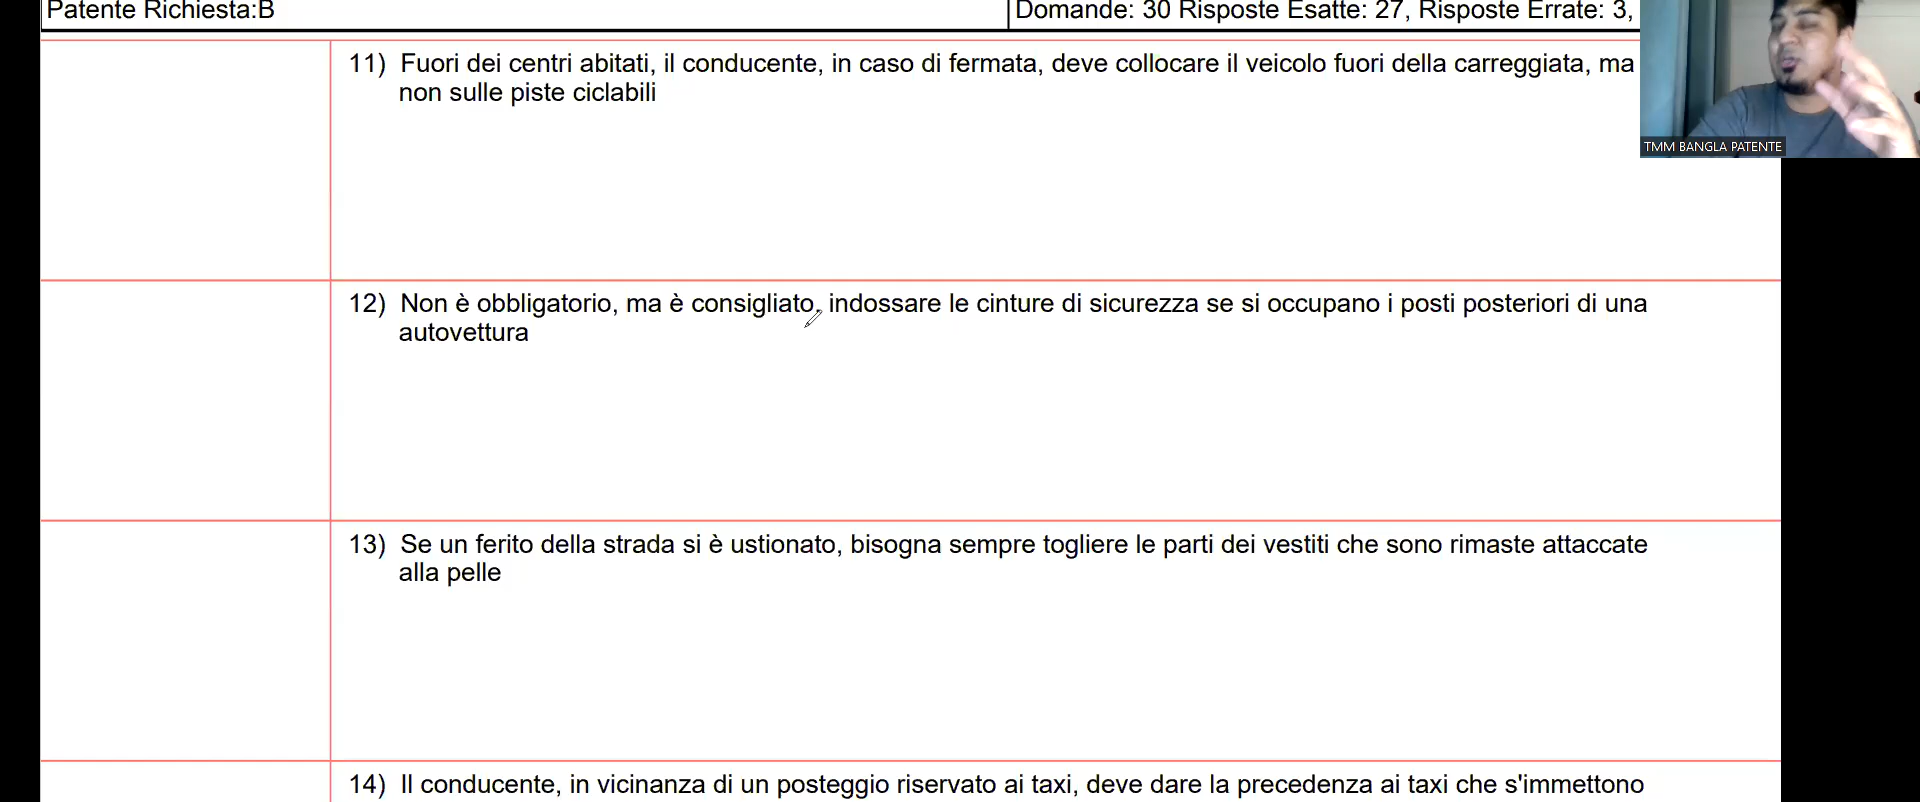 Patente Richiesta:B
Domande: 30 Risposte Esatte: 27, Risposte Errate: 3,
11) Fuori dei centri abitati, il conducente, in caso di fermata, deve collocare il veicolo fuori della carreggiata, ma
non sulle piste ciclabili
TMM BANGLA PATENTE
12) Non è obbligatorio, ma è consigliato, indossare le cinture di sicurezza se si occupano i posti posteriori di una
autovettura
13) Se un ferito della strada si è ustionato, bisogna sempre togliere le parti dei vestiti che sono rimaste attaccate
alla pelle
14) Il conducente, in vicinanza di un posteggio riservato ai taxi, deve dare la precedenza ai taxi che s'immettono